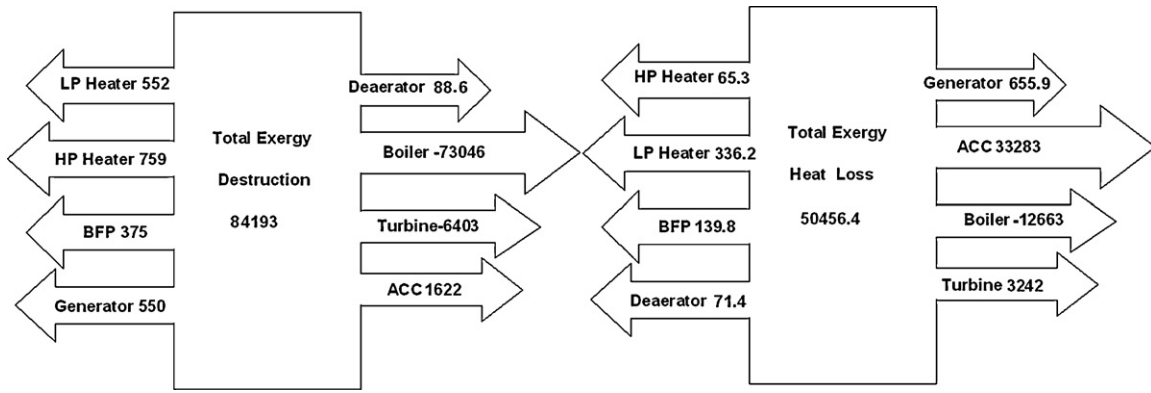 LP Heater 552
HP Heater 759
BFP 375
Generator 550
Total Exergy
Destruction
84193
Deaerator 88.6
Boiler -73046
Turbine-6403
ACC 1622
HP Heater 65.3
LP Heater 336.2
BFP 139.8
Deaerator 71.4
Total Exergy
Heat Loss
50456.4
Generator 655.9
ACC 33283
Boiler -12663
Turbine 3242